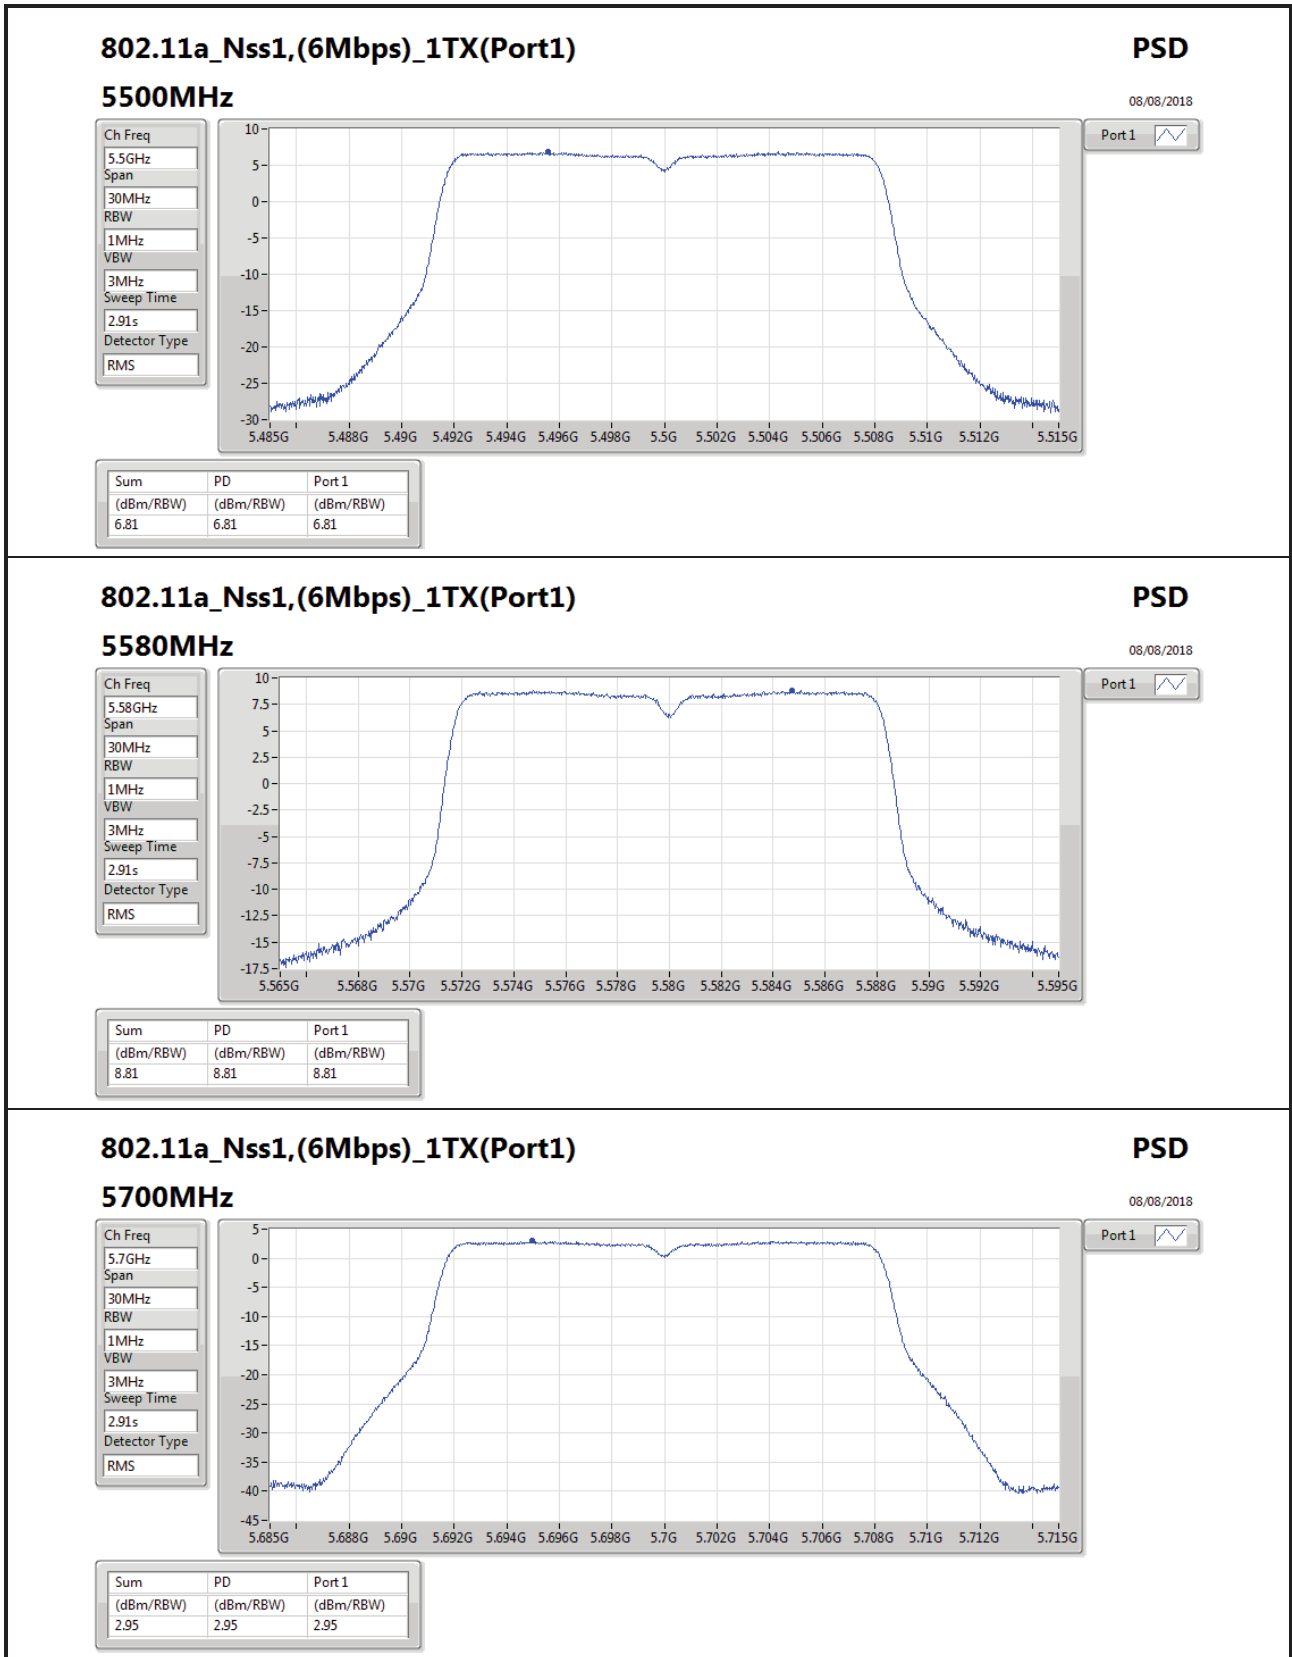 802.11a_Nss1,(6Mbps)_1TX(Port1) PSD
5500MHz 08/08/2018
Ch Freq
5.5GHz
Span
30MHz
RBW
1MHz
VBW
3MHz
Sweep Time
2.91s
Detector Type
RMS
10
5
0
-5
-10
-15
-20
-25
-30
5.485G 5.488G 5.49G 5.492G 5.494G 5.496G 5.498G 5.5G 5.502G 5.504G 5.506G 5.508G 5.51G 5.512G 5.515G
Port 1
Sum PD Port 1
(dBm/RBW) (dBm/RBW) (dBm/RBW)
6.81 6.81 6.81
802.11a_Nss1,(6Mbps)_1TX(Port1) PSD
5580MHz 08/08/2018
Ch Freq
5.58GHz
Span
30MHz
RBW
1MHz
VBW
3MHz
Sweep Time
2.91s
Detector Type
RMS
10
7.5
5
2.5
0
-2.5
-5
-7.5
-10
-12.5
-15
-17.5
5.565G 5.568G 5.57G 5.572G 5.574G 5.576G 5.578G 5.58G 5.582G 5.584G 5.586G 5.588G 5.59G 5.592G 5.595G
Port 1
Sum PD Port 1
(dBm/RBW) (dBm/RBW) (dBm/RBW)
8.81 8.81 8.81
802.11a_Nss1,(6Mbps)_1TX(Port1) PSD
5700MHz 08/08/2018
Ch Freq
5.7GHz
Span
30MHz
RBW
1MHz
VBW
3MHz
Sweep Time
2.91s
Detector Type
RMS
5
0
-5
-10
-15
-20
-25
-30
-35
-40
-45
5.685G 5.688G 5.69G 5.692G 5.694G 5.696G 5.698G 5.7G 5.702G 5.704G 5.706G 5.708G 5.71G 5.712G 5.715G
Port 1
Sum PD Port 1
(dBm/RBW) (dBm/RBW) (dBm/RBW)
2.95 2.95 2.95